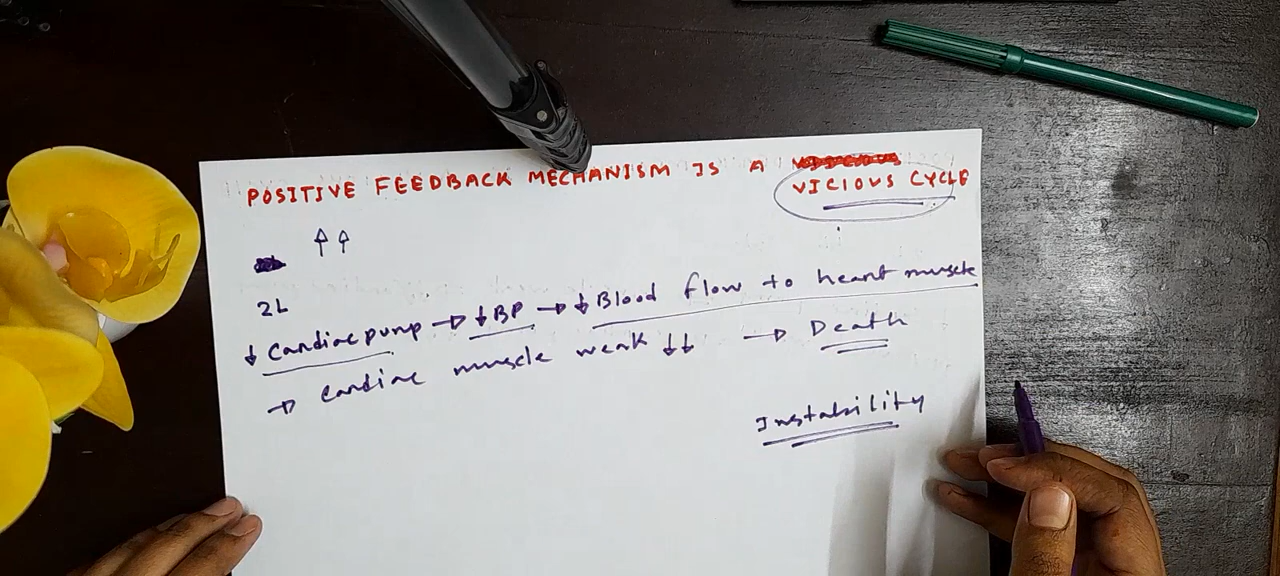 POSITIVE FEEDBACK MECHANISM IS A
VICIOUS CYCLE
↑ ↑
2L
↓ Cardiac pump → ↓BP → ↓ Blood flow to heart muscle
→ cardiac muscle weak ↓↓ → Death
Instability